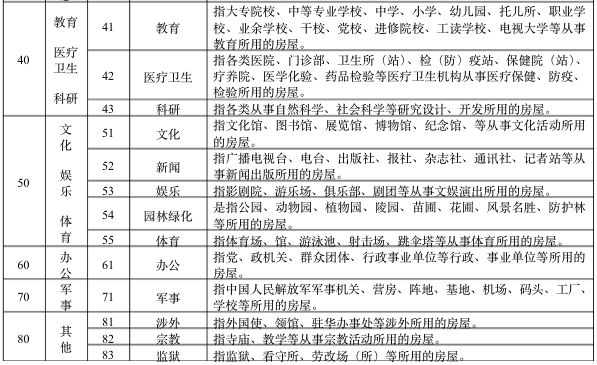 40
教育
医疗
卫生
科研
41
教育
指大专院校、中等专业学校、中学、小学、幼儿园、托儿所、职业学
校、业余学校、干校、党校、进修院校、工读学校、电视大学等从事
教育所用的房屋。
42
医疗卫生
指各类医院、门诊部、卫生所（站）、检（防）疫站、保健院（站）、
疗养院、医学化验、药品检验等医疗卫生机构从事医疗保健、防疫、
检验所用的房屋。
43
科研
指各类从事自然科学、社会科学等研究设计、开发所用的房屋。
50
文
化
娱
乐
体
育
51
文化
指文化馆、图书馆、展览馆、博物馆、纪念馆、等从事文化活动所用
的房屋。
52
新闻
指广播电视台、电台、出版社、报社、杂志社、通讯社、记者站等从
事新闻出版所用的房屋。
53
娱乐
指影剧院、游乐场、俱乐部、剧团等从事文娱演出所用的房屋。
54
园林绿化
是指公园、动物园、植物园、陵园、苗圃、花圃、风景名胜、防护林
等所用的房屋。
55
体育
指体育场、馆、游泳池、射击场、跳伞塔等从事体育所用的房屋。
60
办
公
61
办公
指党、政机关、群众团体、行政事业单位等行政、事业单位等所用的
房屋。
70
军
事
71
军事
指中国人民解放军军事机关、营房、阵地、基地、机场、码头、工厂、
学校等所用的房屋。
80
其
他
81
涉外
指外国使、领馆、驻华办事处等涉外所用的房屋。
82
宗教
指寺庙、教学等从事宗教活动所用的房屋。
83
监狱
指监狱、看守所、劳改场（所）等所用的房屋。